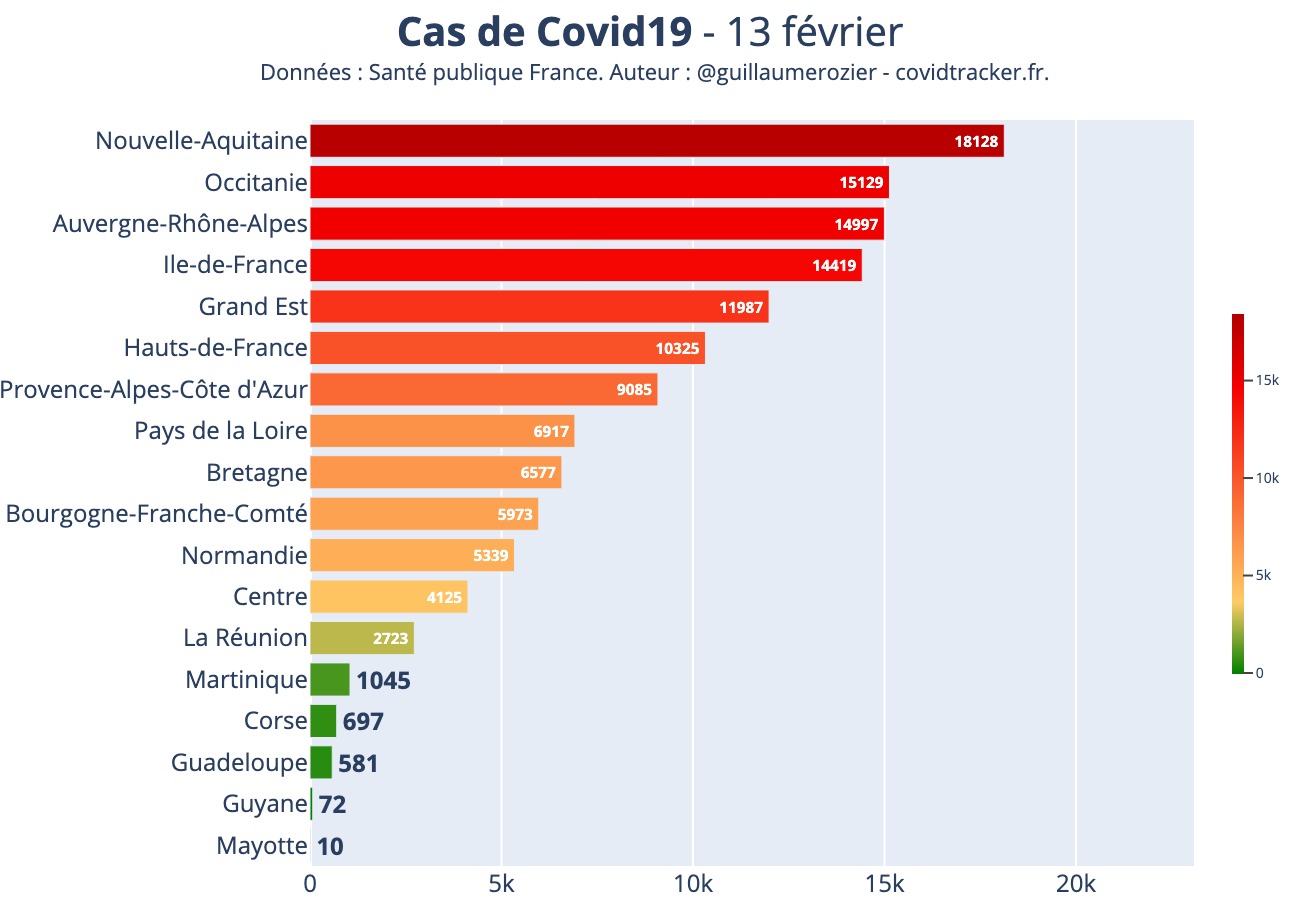 Cas de Covid19 - 13 février
Données : Santé publique France. Auteur : @guillaumerozier - covidtracker.fr.
Nouvelle-Aquitaine 18128
Occitanie 15129
Auvergne-Rhône-Alpes 14997
Ile-de-France 14419
Grand Est 11987
Hauts-de-France 10325
Provence-Alpes-Côte d'Azur 9085
Pays de la Loire 6917
Bretagne 6577
Bourgogne-Franche-Comté 5973
Normandie 5339
Centre 4125
La Réunion 2723
Martinique 1045
Corse 697
Guadeloupe 581
Guyane 72
Mayotte 10
0 5k 10k 15k 20k
15k
10k
5k
0